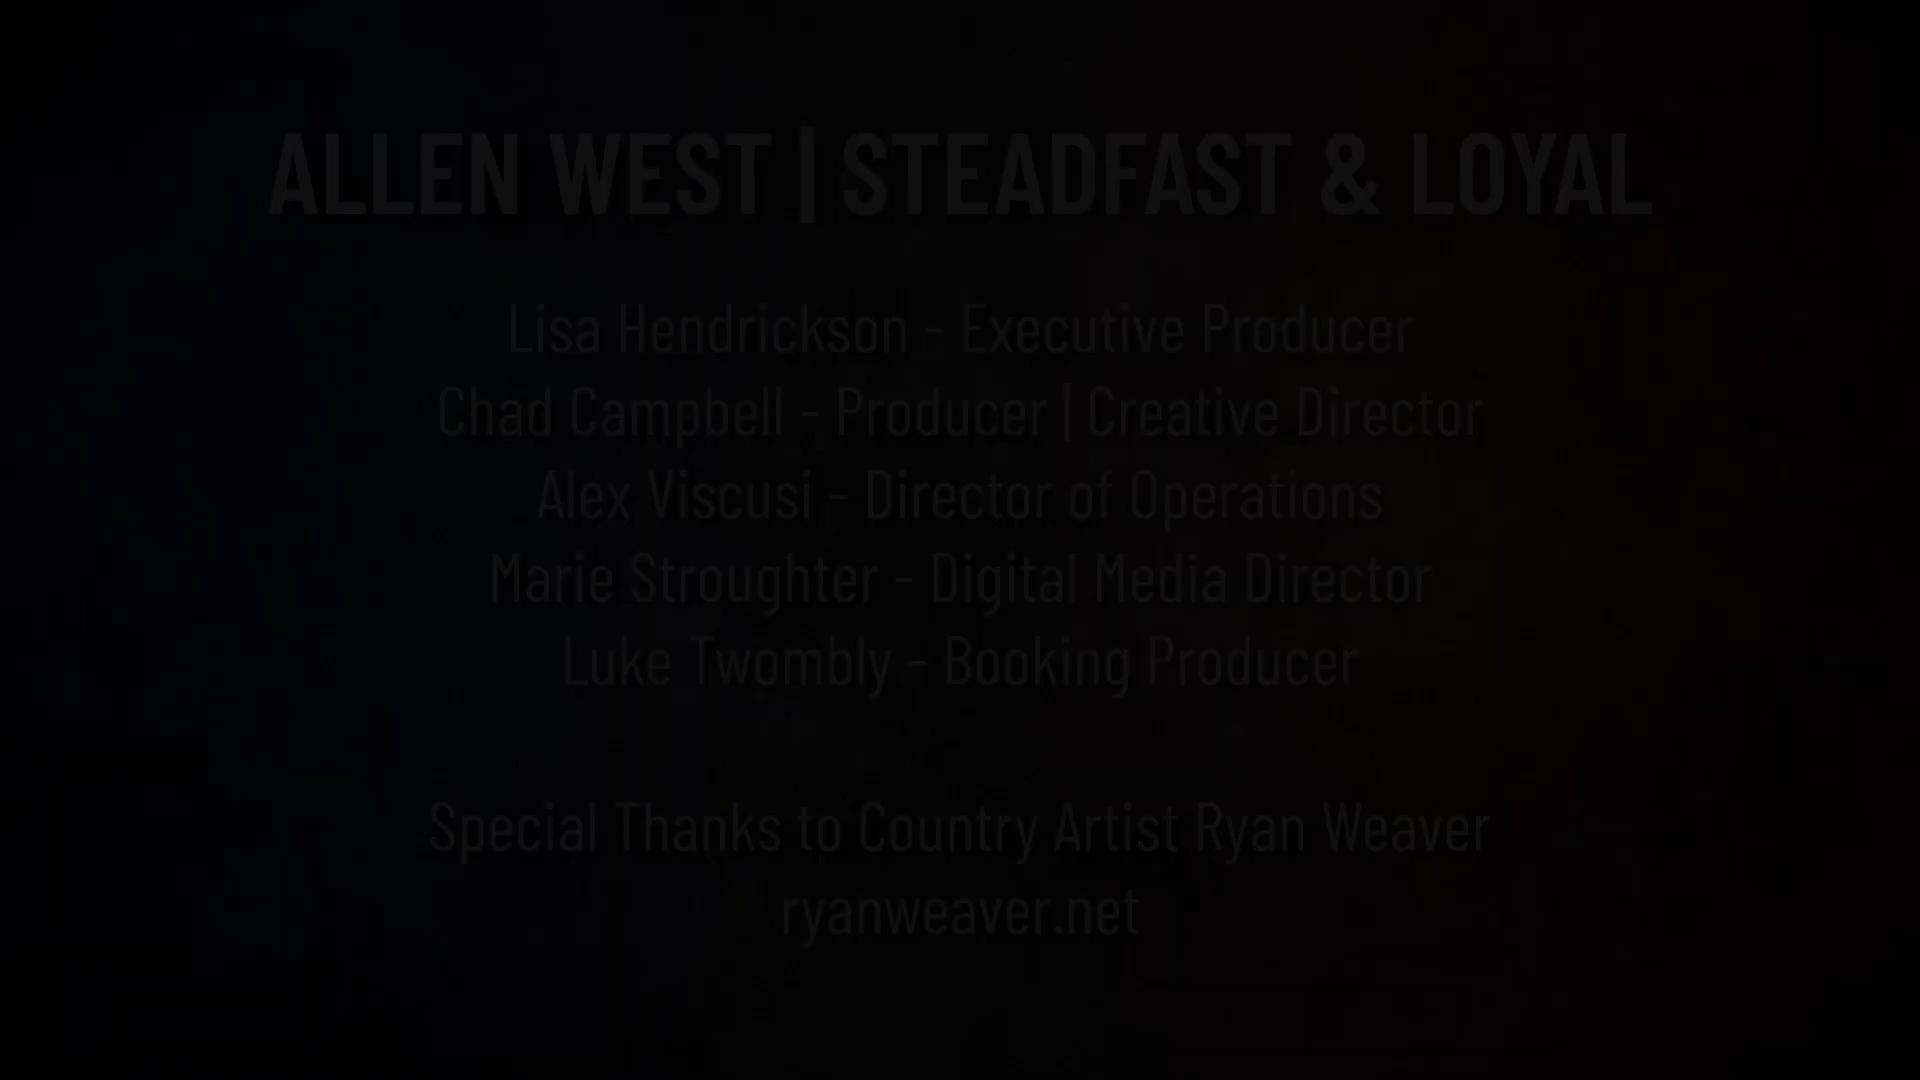 ALLEN WEST | STEADFAST & LOYAL
Lisa Hendrickson - Executive Producer
Chad Campbell - Producer | Creative Director
Alex Viscusi - Director of Operations
Marie Stroughter - Digital Media Director
Luke Twombly - Booking Producer
Special Thanks to Country Artist Ryan Weaver
ryanweaver.net